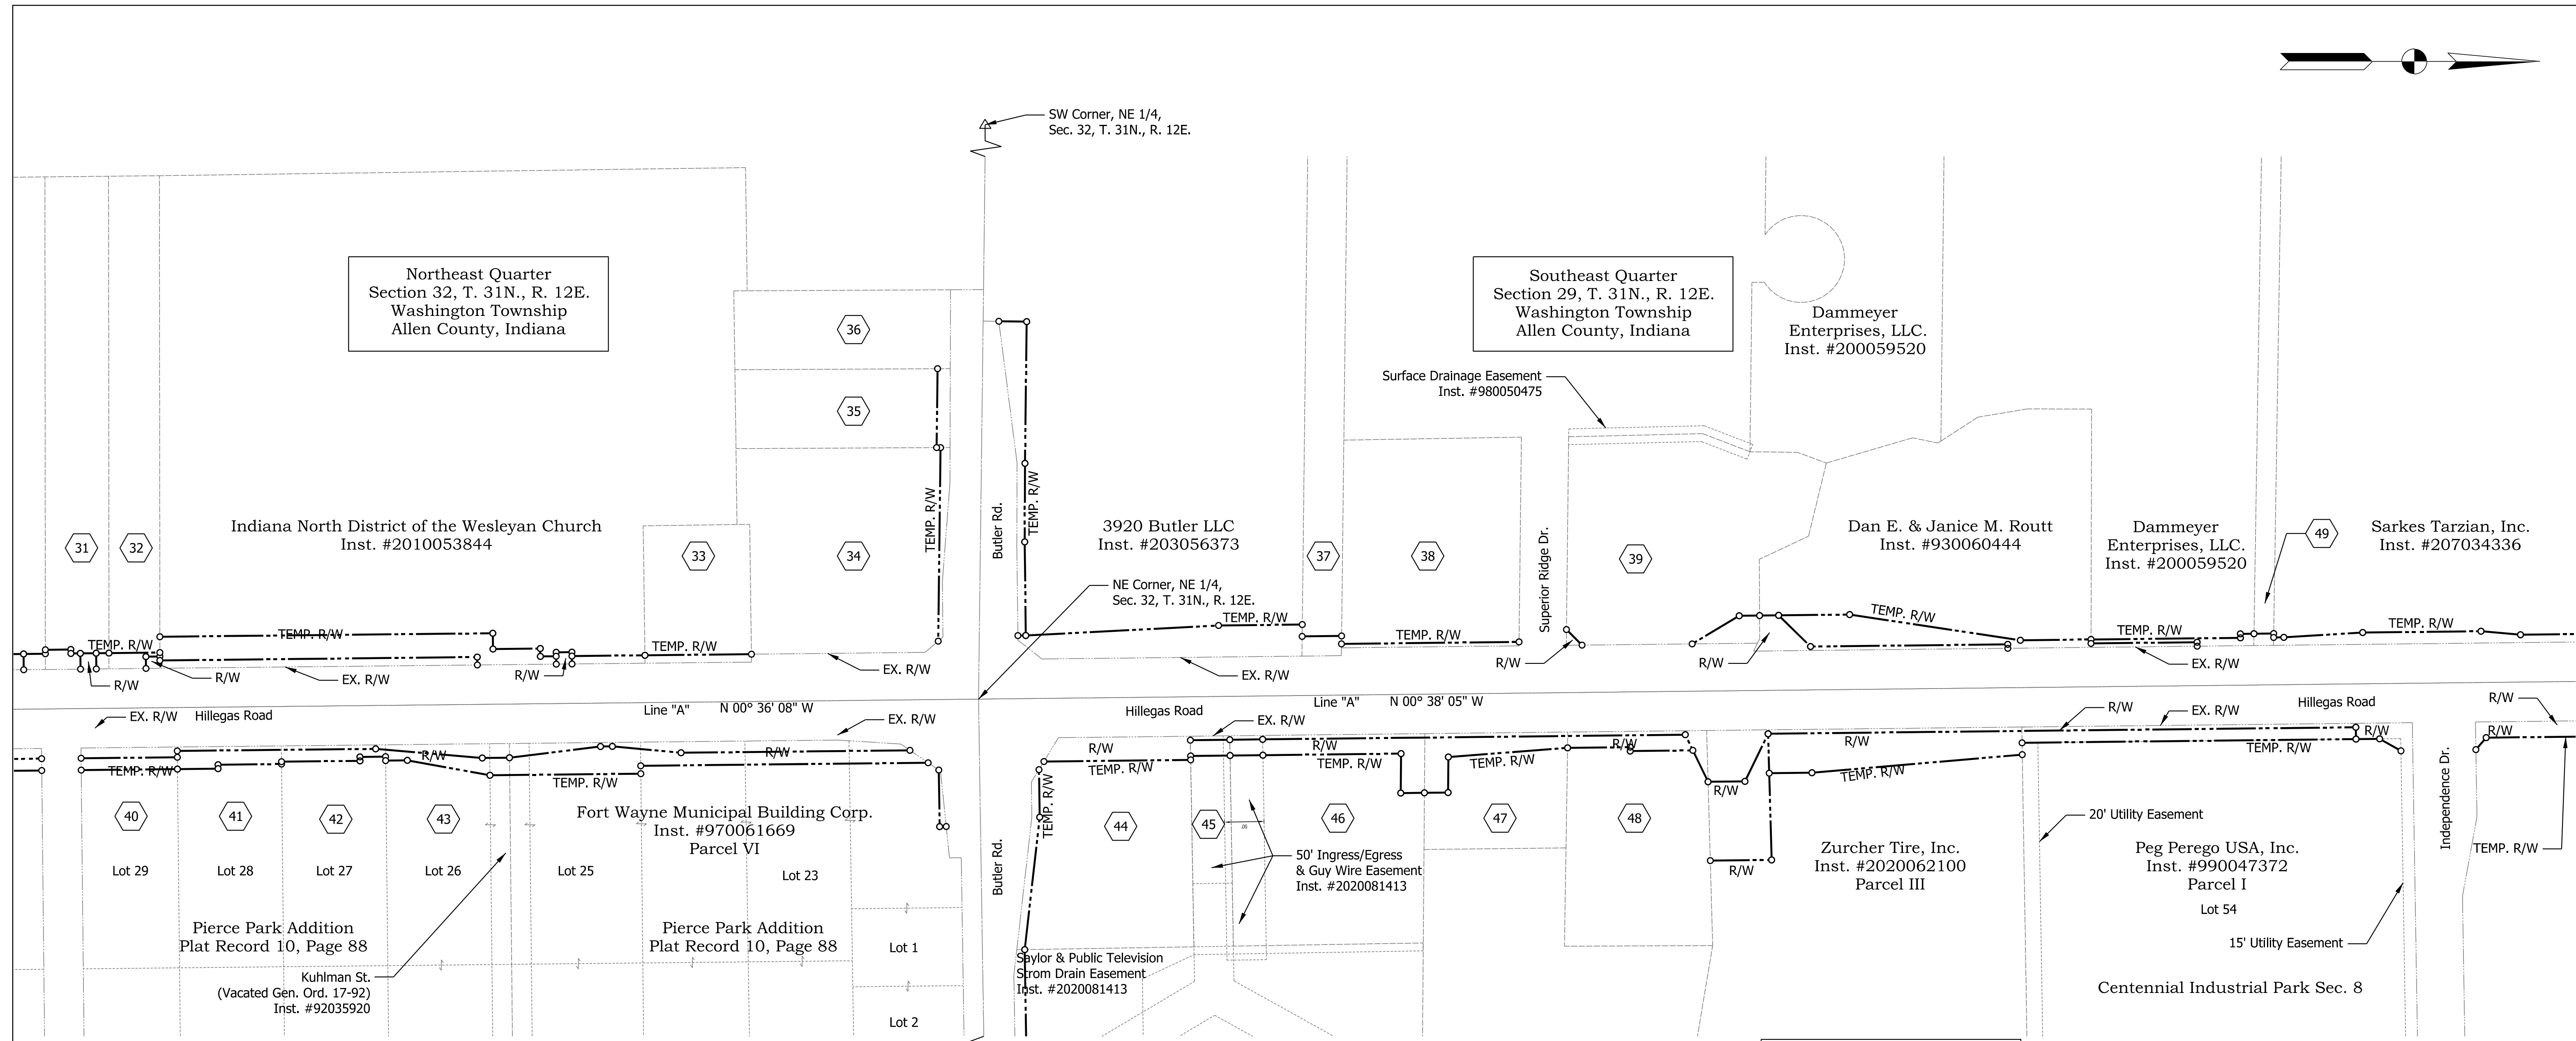 SW Corner, NE 1/4,
Sec. 32, T. 31N., R. 12E.
Northeast Quarter
Section 32, T. 31N., R. 12E.
Washington Township
Allen County, Indiana
Southeast Quarter
Section 29, T. 31N., R. 12E.
Washington Township
Allen County, Indiana
Dammeyer
Enterprises, LLC.
Inst. #200059520
36
35
Surface Drainage Easement
Inst. #980050475
Indiana North District of the Wesleyan Church
Inst. #2010053844
31
32
33
34
TEMP. R/W
Butler Rd.
TEMP. R/W
3920 Butler LLC
Inst. #203056373
NE Corner, NE 1/4,
Sec. 32, T. 31N., R. 12E.
37
38
Superior Ridge Dr.
39
Dan E. & Janice M. Routt
Inst. #930060444
Dammeyer
Enterprises, LLC.
Inst. #200059520
49
Sarkes Tarzian, Inc.
Inst. #207034336
TEMP. R/W
TEMP. R/W
TEMP. R/W
TEMP. R/W
TEMP. R/W
TEMP. R/W
TEMP. R/W
TEMP. R/W
R/W
R/W
EX. R/W
R/W
EX. R/W
EX. R/W
R/W
R/W
EX. R/W
EX. R/W
Hillegas Road
Line "A"
N 00° 36' 08" W
EX. R/W
Hillegas Road
EX. R/W
Line "A"
N 00° 38' 05" W
R/W
EX. R/W
Hillegas Road
R/W
TEMP. R/W
R/W
TEMP. R/W
R/W
R/W
TEMP. R/W
TEMP. R/W
R/W
TEMP. R/W
TEMP. R/W
R/W
R/W
R/W
TEMP. R/W
R/W
TEMP. R/W
R/W
R/W
TEMP. R/W
Independence Dr.
40
41
42
43
Fort Wayne Municipal Building Corp.
Inst. #970061669
Parcel VI
Lot 29
Lot 28
Lot 27
Lot 26
Lot 25
Lot 23
Butler Rd.
44
45
46
47
48
50' Ingress/Egress
& Guy Wire Easement
Inst. #2020081413
Zurcher Tire, Inc.
Inst. #2020062100
Parcel III
20' Utility Easement
Peg Perego USA, Inc.
Inst. #990047372
Parcel I
Lot 54
15' Utility Easement
Centennial Industrial Park Sec. 8
Pierce Park Addition
Plat Record 10, Page 88
Pierce Park Addition
Plat Record 10, Page 88
Lot 1
Lot 2
Kuhlman St.
(Vacated Gen. Ord. 17-92)
Inst. #92035920
Saylor & Public Television
Strom Drain Easement
Inst. #2020081413